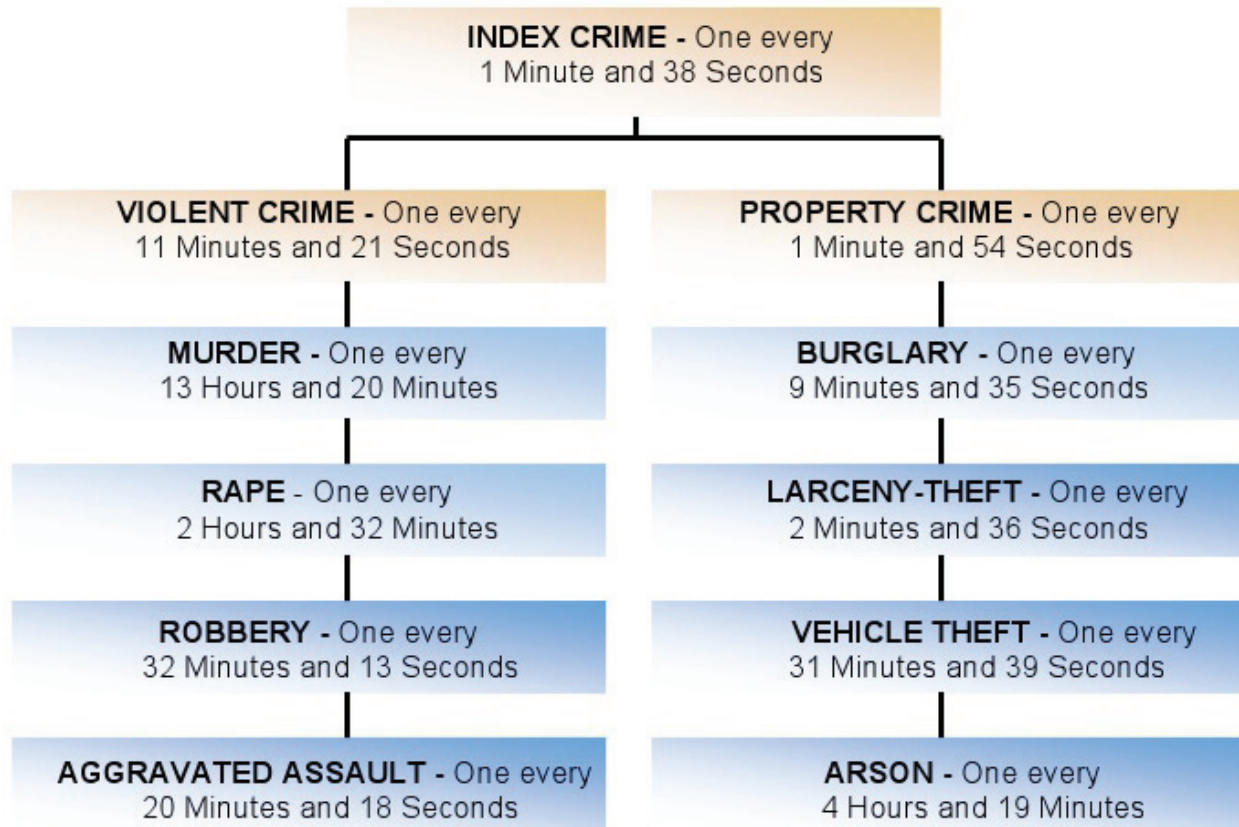 INDEX CRIME - One every
1 Minute and 38 Seconds
VIOLENT CRIME - One every
11 Minutes and 21 Seconds
MURDER - One every
13 Hours and 20 Minutes
RAPE - One every
2 Hours and 32 Minutes
ROBBERY - One every
32 Minutes and 13 Seconds
AGGRAVATED ASSAULT - One every
20 Minutes and 18 Seconds
PROPERTY CRIME - One every
1 Minute and 54 Seconds
BURGLARY - One every
9 Minutes and 35 Seconds
LARCENY-THEFT - One every
2 Minutes and 36 Seconds
VEHICLE THEFT - One every
31 Minutes and 39 Seconds
ARSON - One every
4 Hours and 19 Minutes